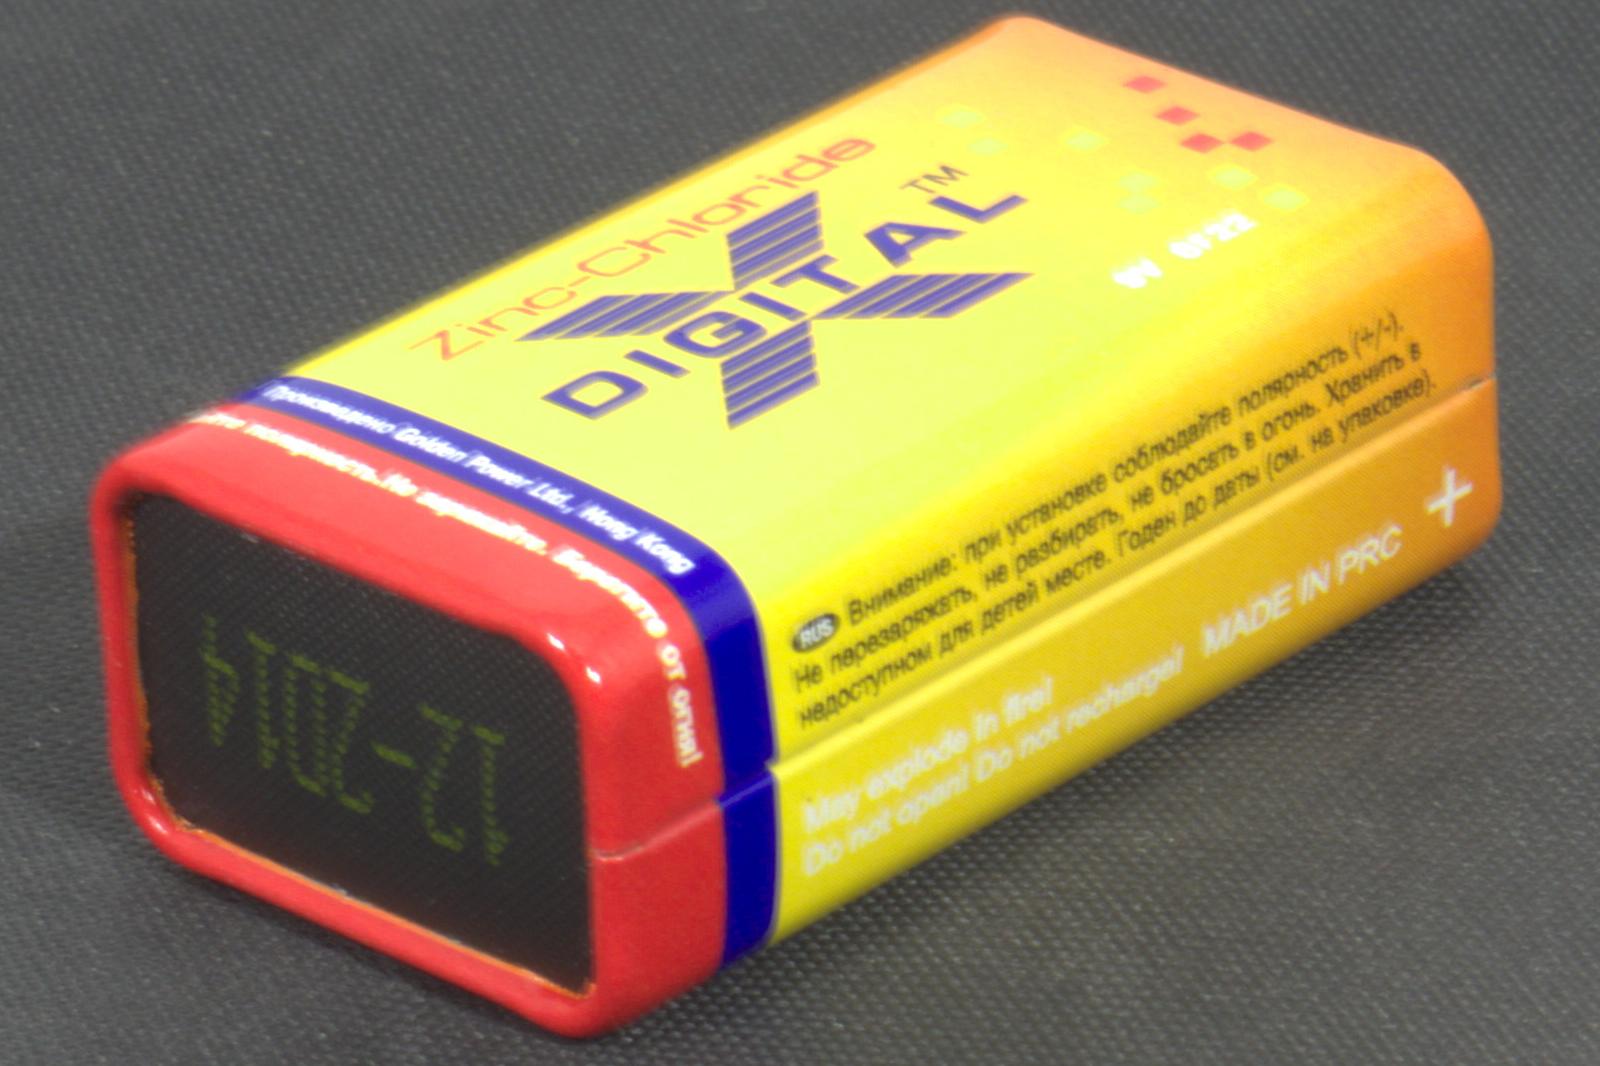 Zinc-Chloride
DIGITAL™
9V 6F22
Произведено Golden Power Ltd., Hong Kong
полярность. Не нагревайте. Берегите от огня!
12-2014
RUS Внимание: при установке соблюдайте полярность (+/-).
Не перезаряжать, не разбирать, не бросать в огонь. Хранить в
недоступном для детей месте. Годен до даты (см. на упаковке).
May explode in fire!
Do not open! Do not recharge! MADE IN PRC +